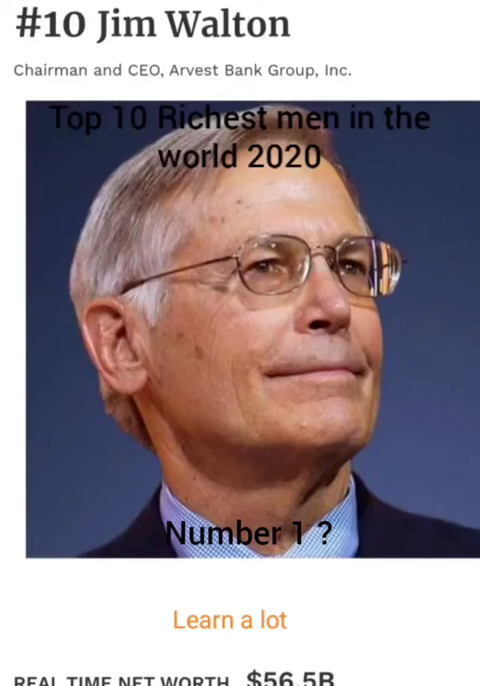 #10 Jim Walton
Chairman and CEO, Arvest Bank Group, Inc.
Top 10 Richest men in the
world 2020
Number 1 ?
Learn a lot
REAL TIME NET WORTH $56.5B